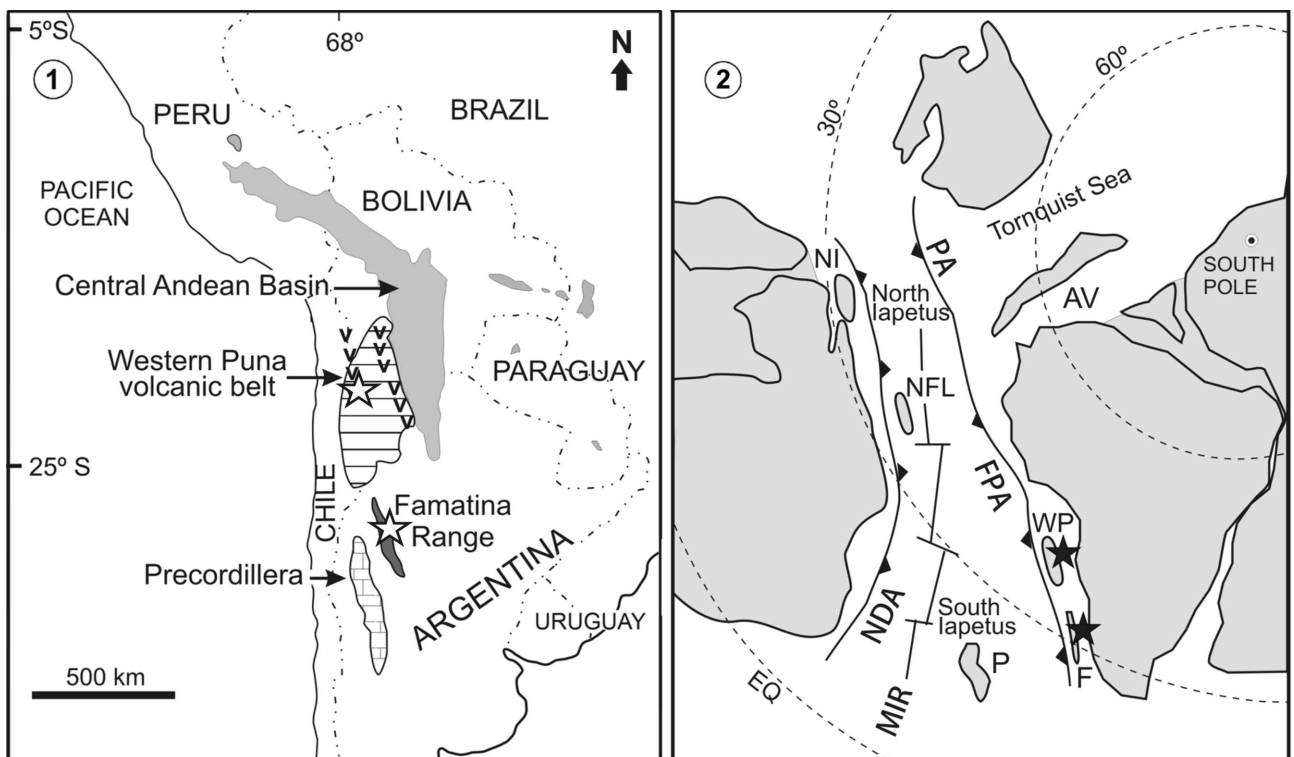 5ºS
68º
N
1
PERU
BRAZIL
PACIFIC
OCEAN
BOLIVIA
Central Andean Basin
Western Puna
volcanic belt
PARAGUAY
25º S
CHILE
Famatina
Range
Precordillera
ARGENTINA
URUGUAY
500 km
2
60º
30º
Tornquist Sea
PA
NI
SOUTH
POLE
North
Iapetus
AV
NFL
FPA
WP
NDA
South
Iapetus
P
F
EQ
MIR